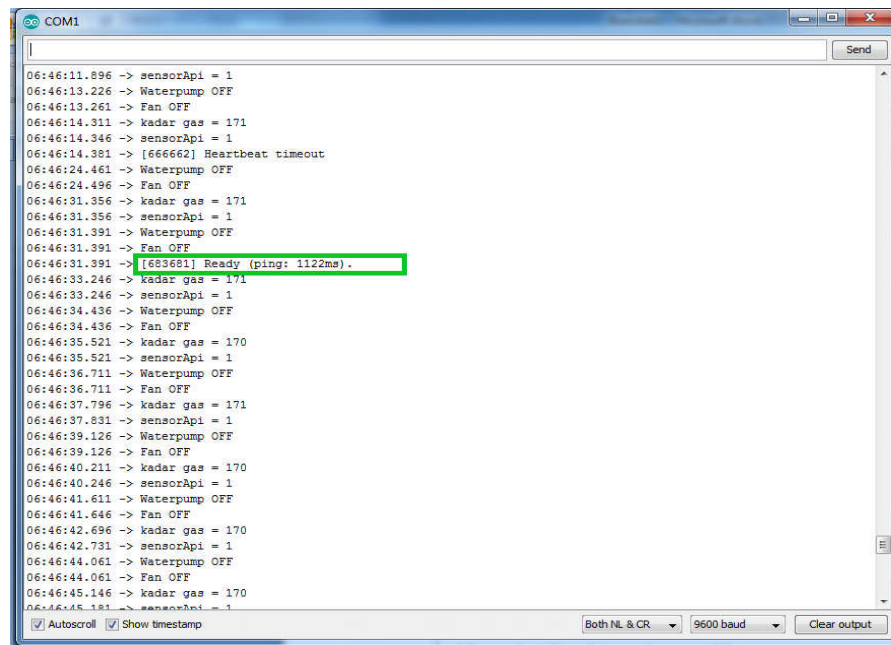 COM1
Send
06:46:11.896 -> sensorApi = 1
06:46:13.226 -> Waterpump OFF
06:46:13.261 -> Fan OFF
06:46:14.311 -> kadar gas = 171
06:46:14.346 -> sensorApi = 1
06:46:14.381 -> [666662] Heartbeat timeout
06:46:24.461 -> Waterpump OFF
06:46:24.496 -> Fan OFF
06:46:31.356 -> kadar gas = 171
06:46:31.356 -> sensorApi = 1
06:46:31.391 -> Waterpump OFF
06:46:31.391 -> Fan OFF
06:46:31.391 -> [683681] Ready (ping: 1122ms).
06:46:33.246 -> kadar gas = 171
06:46:33.246 -> sensorApi = 1
06:46:34.436 -> Waterpump OFF
06:46:34.436 -> Fan OFF
06:46:35.521 -> kadar gas = 170
06:46:35.521 -> sensorApi = 1
06:46:36.711 -> Waterpump OFF
06:46:36.711 -> Fan OFF
06:46:37.796 -> kadar gas = 171
06:46:37.831 -> sensorApi = 1
06:46:39.126 -> Waterpump OFF
06:46:39.126 -> Fan OFF
06:46:40.211 -> kadar gas = 170
06:46:40.246 -> sensorApi = 1
06:46:41.611 -> Waterpump OFF
06:46:41.646 -> Fan OFF
06:46:42.696 -> kadar gas = 170
06:46:42.731 -> sensorApi = 1
06:46:44.061 -> Waterpump OFF
06:46:44.061 -> Fan OFF
06:46:45.146 -> kadar gas = 170
06:46:45.181 -> sensorApi = 1
Autoscroll Show timestamp Both NL & CR 9600 baud Clear output